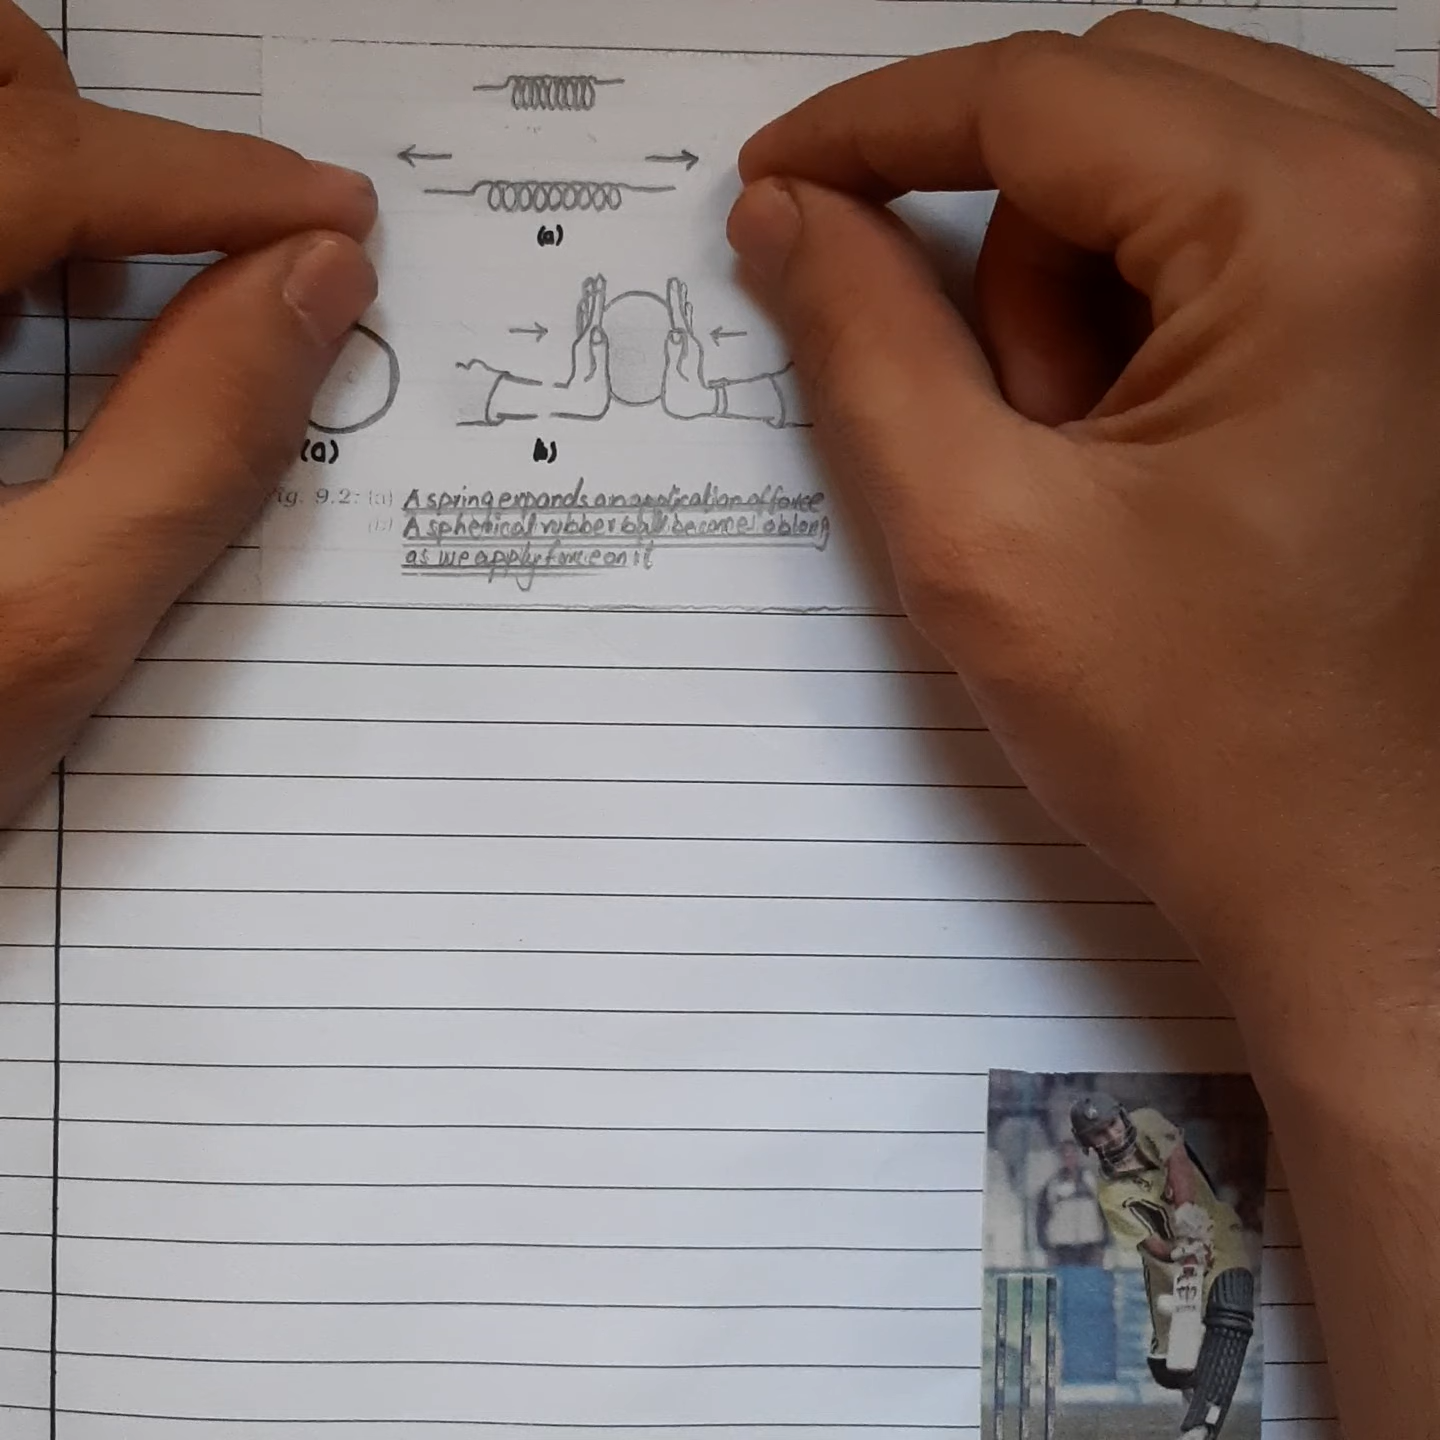 (a)
(a)
b)
ig. 9.2: (a) A spring expands on application of force
(b) A spherical rubber ball becomes oblong
as we apply force on it